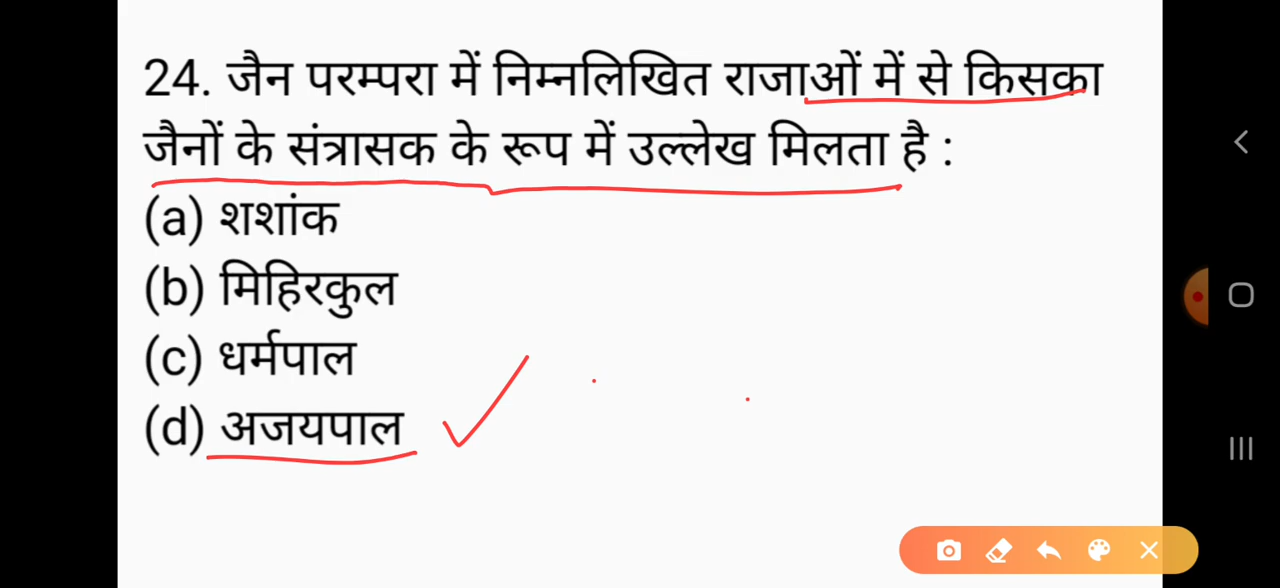 24. जैन परम्परा में निम्नलिखित राजाओं में से किसका
जैनों के संत्रासक के रूप में उल्लेख मिलता है :
(a) शशांक
(b) मिहिरकुल
(c) धर्मपाल
(d) अजयपाल